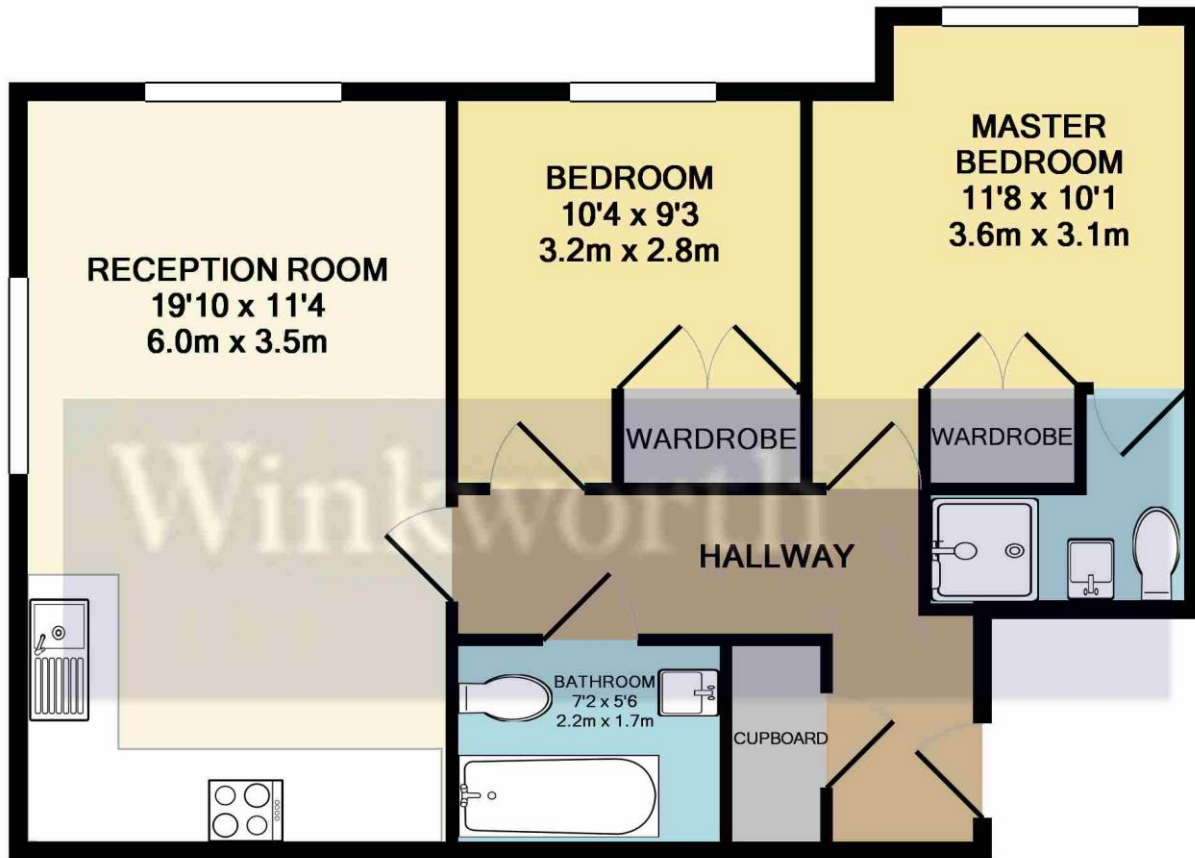 RECEPTION ROOM
19'10 x 11'4
6.0m x 3.5m
BEDROOM
10'4 x 9'3
3.2m x 2.8m
MASTER
BEDROOM
11'8 x 10'1
3.6m x 3.1m
WARDROBE
WARDROBE
Winkworth
HALLWAY
BATHROOM
7'2 x 5'6
2.2m x 1.7m
CUPBOARD